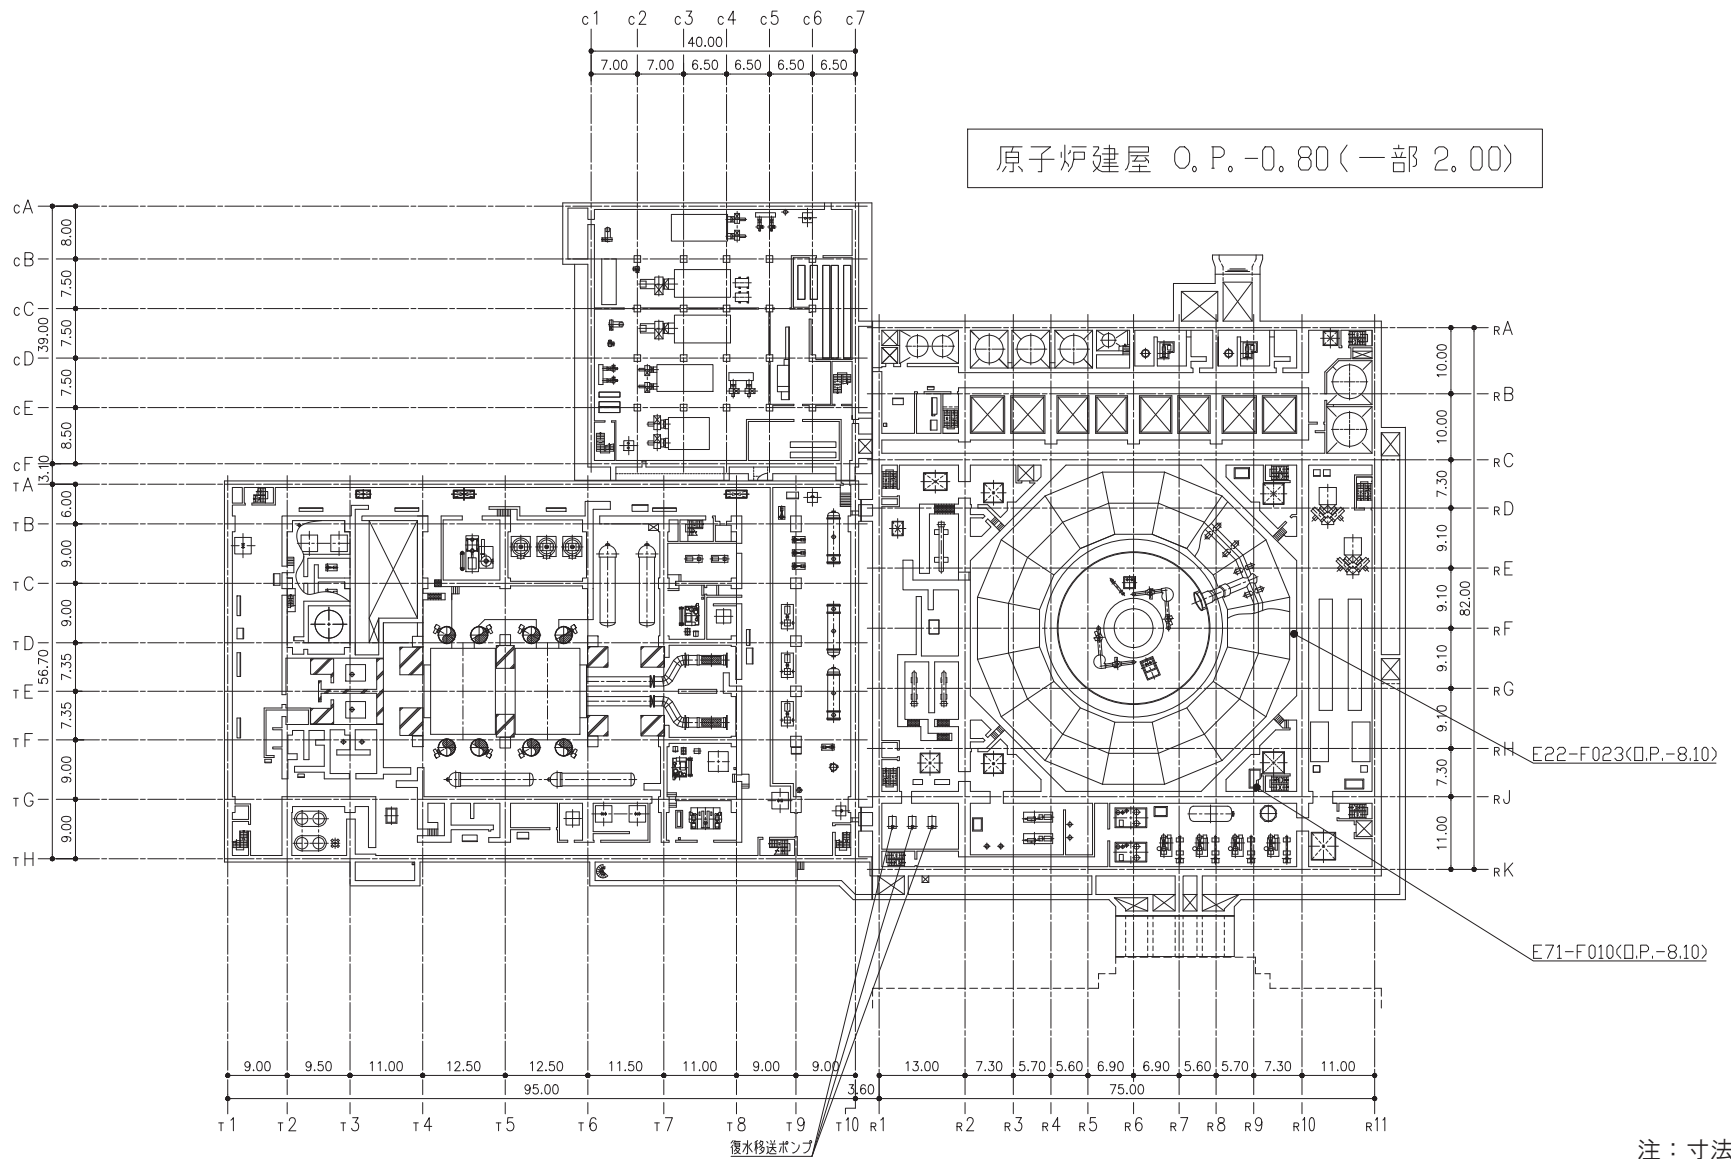 c1 c2 c3 c4 c5 c6 c7
40.00
7.00 7.00 6.50 6.50 6.50 6.50
原子炉建屋 O.P.-0.80(一部 2.00)
cA
cB
cC
cD
cE
cF
8.00
7.50
7.50
7.50
8.50
39.00
3.10
TA
TB
TC
TD
TE
TF
TG
TH
6.00
9.00
9.00
7.35
7.35
9.00
9.00
56.70
RA
RB
RC
RD
RE
RF
RG
RH
RJ
RK
10.00
10.00
7.30
9.10
9.10
9.10
9.10
7.30
11.00
82.00
E22-F023(O.P.-8.10)
E71-F010(O.P.-8.10)
9.00 9.50 11.00 12.50 12.50 11.50 11.00 9.00 9.00 13.00 7.30 5.70 5.60 6.90 6.90 5.60 5.70 7.30 11.00
95.00 3.60 75.00
T1 T2 T3 T4 T5 T6 T7 T8 T9 T10 R1 R2 R3 R4 R5 R6 R7 R8 R9 R10 R11
復水移送ポンプ
注：寸法